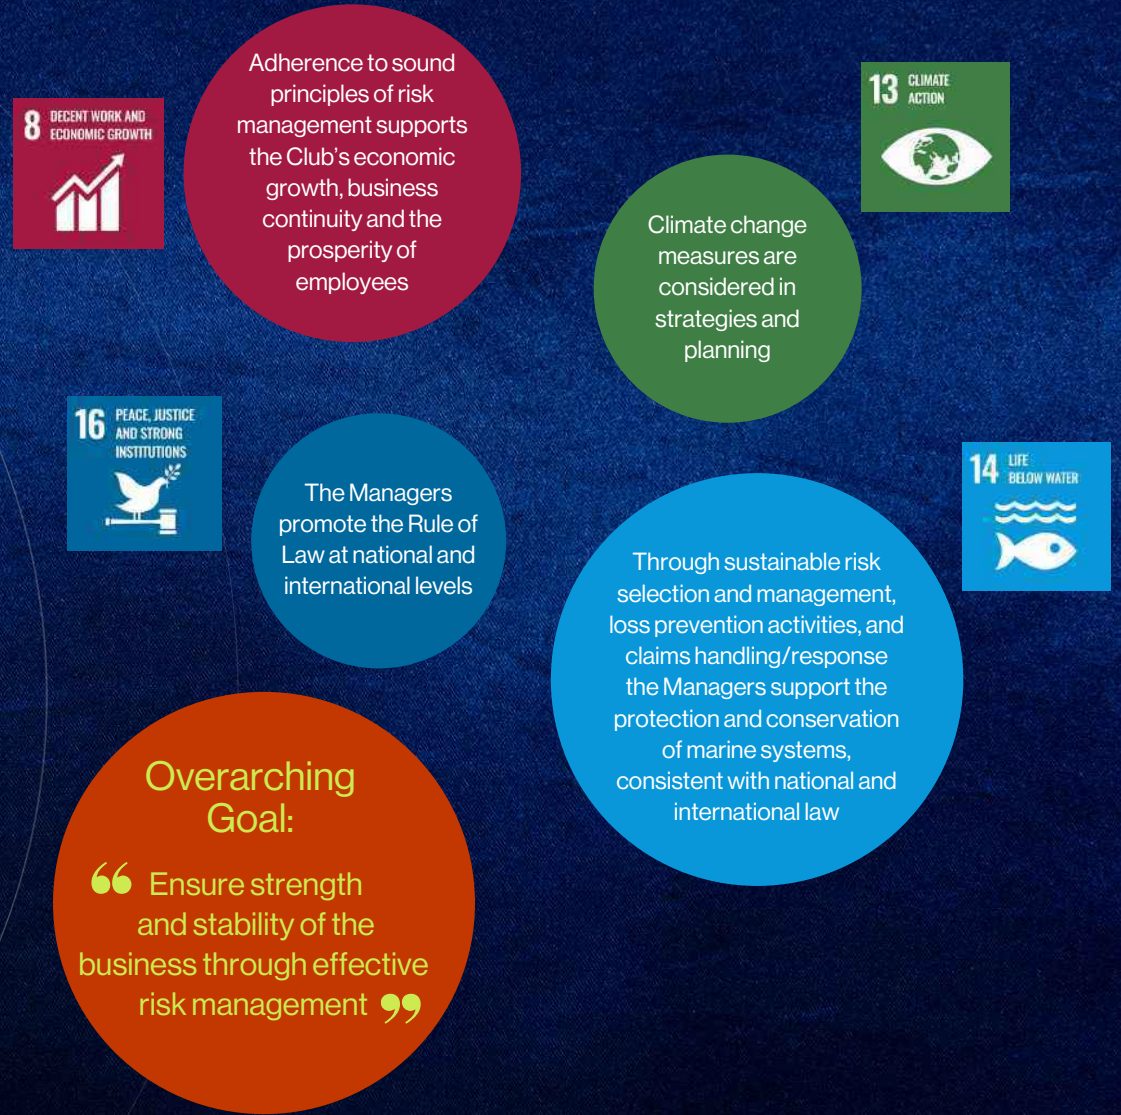 8 DECENT WORK AND
ECONOMIC GROWTH
Adherence to sound
principles of risk
management supports
the Club’s economic
growth, business
continuity and the
prosperity of
employees
13 CLIMATE
ACTION
Climate change
measures are
considered in
strategies and
planning
16 PEACE, JUSTICE
AND STRONG
INSTITUTIONS
The Managers
promote the Rule of
Law at national and
international levels
14 LIFE
BELOW WATER
Through sustainable risk
selection and management,
loss prevention activities, and
claims handling/response
the Managers support the
protection and conservation
of marine systems,
consistent with national and
international law
Overarching
Goal:
“ Ensure strength
and stability of the
business through effective
risk management ”